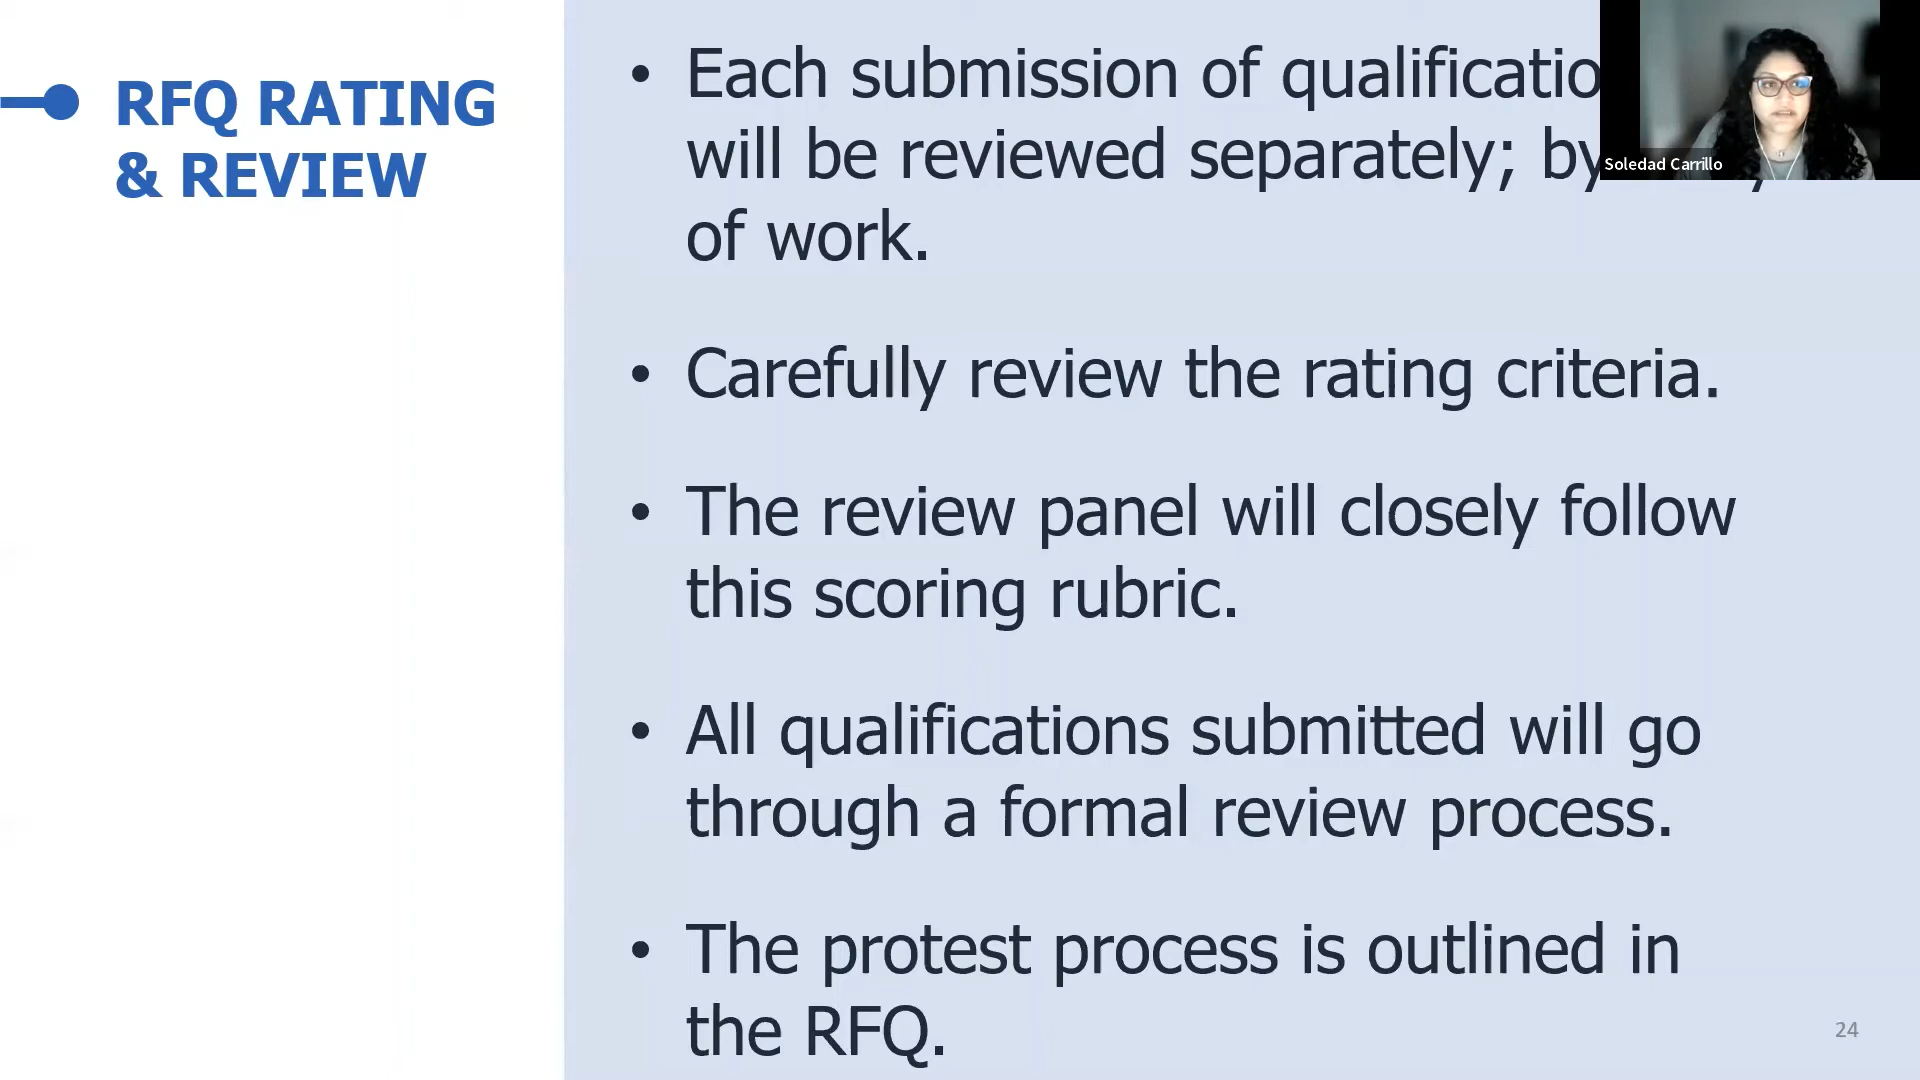 RFQ RATING
& REVIEW
• Each submission of
will be reviewed separately; by
of work.
• Carefully review the rating criteria.
• The review panel will closely follow
this scoring rubric.
• All qualifications submitted will go
through a formal review process.
• The protest process is outlined in
the RFQ.
Soledad Carrillo
24